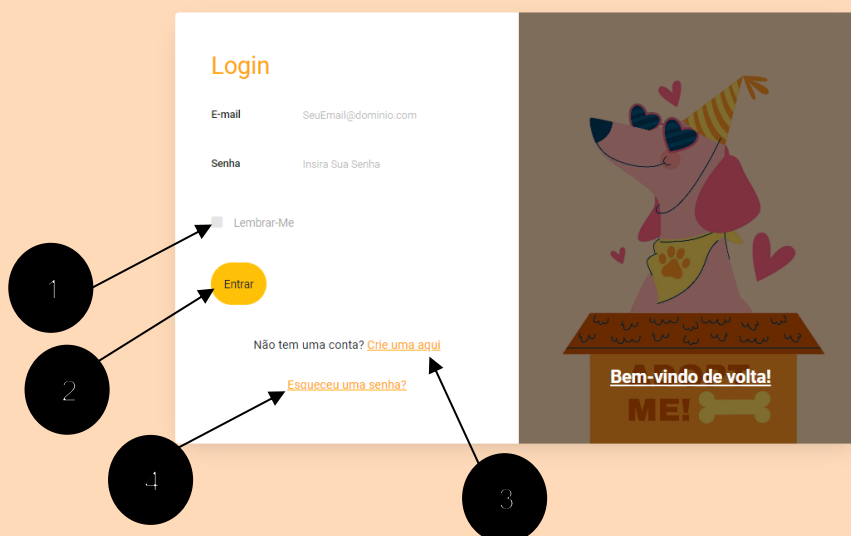 Login
E-mail SeuEmail@dominio.com
Senha Insira Sua Senha
Lembrar-Me
1
Entrar
Não tem uma conta? Crie uma aqui
2
Esqueceu uma senha?
ADOPT
Bem-vindo de volta!
ME!
4
3